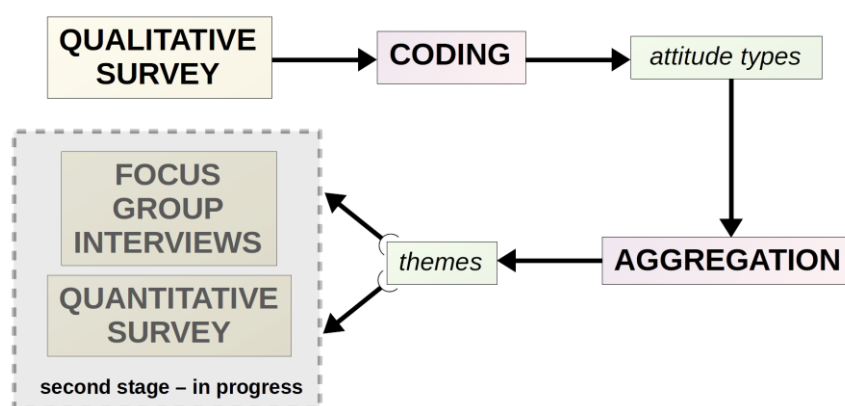 QUALITATIVE
SURVEY
CODING
attitude types
AGGREGATION
themes
FOCUS
GROUP
INTERVIEWS
QUANTITATIVE
SURVEY
second stage – in progress